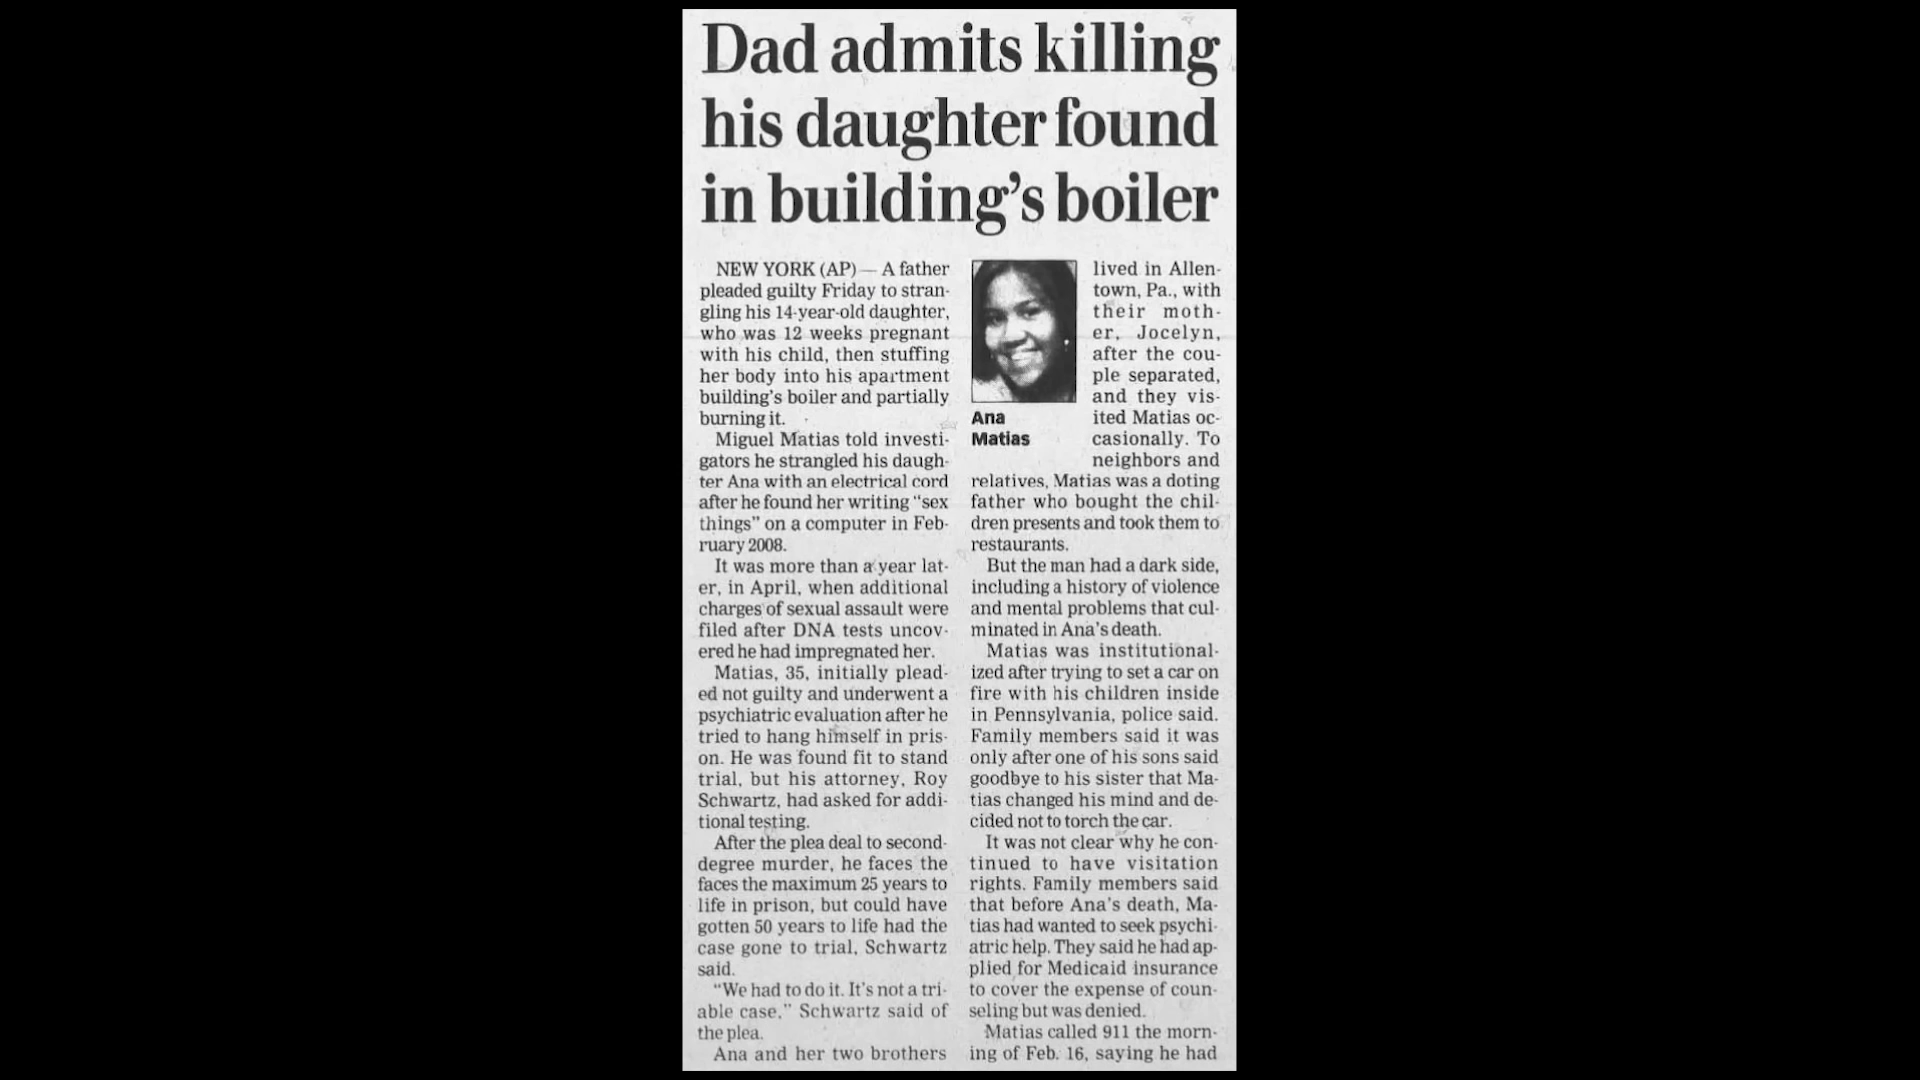 Dad admits killing
his daughter found
in building's boiler
NEW YORK (AP) — A father
pleaded guilty Friday to stran-
gling his 14-year-old daughter,
who was 12 weeks pregnant
with his child, then stuffing
her body into his apartment
building's boiler and partially
burning it.
Miguel Matias told investi-
gators he strangled his daugh-
ter Ana with an electrical cord
after he found her writing "sex
things" on a computer in Feb-
ruary 2008.
It was more than a year lat-
er, in April, when additional
charges of sexual assault were
filed after DNA tests uncov-
ered he had impregnated her.
Matias, 35, initially plead-
ed not guilty and underwent a
psychiatric evaluation after he
tried to hang himself in pris-
on. He was found fit to stand
trial, but his attorney, Roy
Schwartz, had asked for addi-
tional testing.
After the plea deal to second-
degree murder, he faces the
faces the maximum 25 years to
life in prison, but could have
gotten 50 years to life had the
case gone to trial, Schwartz
said.
"We had to do it. It's not a tri-
able case," Schwartz said of
the plea.
Ana and her two brothers
Ana
Matias
lived in Allen-
town, Pa., with
their moth-
er, Jocelyn,
after the cou-
ple separated,
and they vis-
ited Matias oc-
casionally. To
neighbors and
relatives, Matias was a doting
father who bought the chil-
dren presents and took them to
restaurants.
But the man had a dark side,
including a history of violence
and mental problems that cul-
minated in Ana's death.
Matias was institutional-
ized after trying to set a car on
fire with his children inside
in Pennsylvania, police said.
Family members said it was
only after one of his sons said
goodbye to his sister that Ma-
tias changed his mind and de-
cided not to torch the car.
It was not clear why he con-
tinued to have visitation
rights. Family members said
that before Ana's death, Ma-
tias had wanted to seek psychi-
atric help. They said he had ap-
plied for Medicaid insurance
to cover the expense of coun-
seling but was denied.
Matias called 911 the morn-
ing of Feb. 16, saying he had